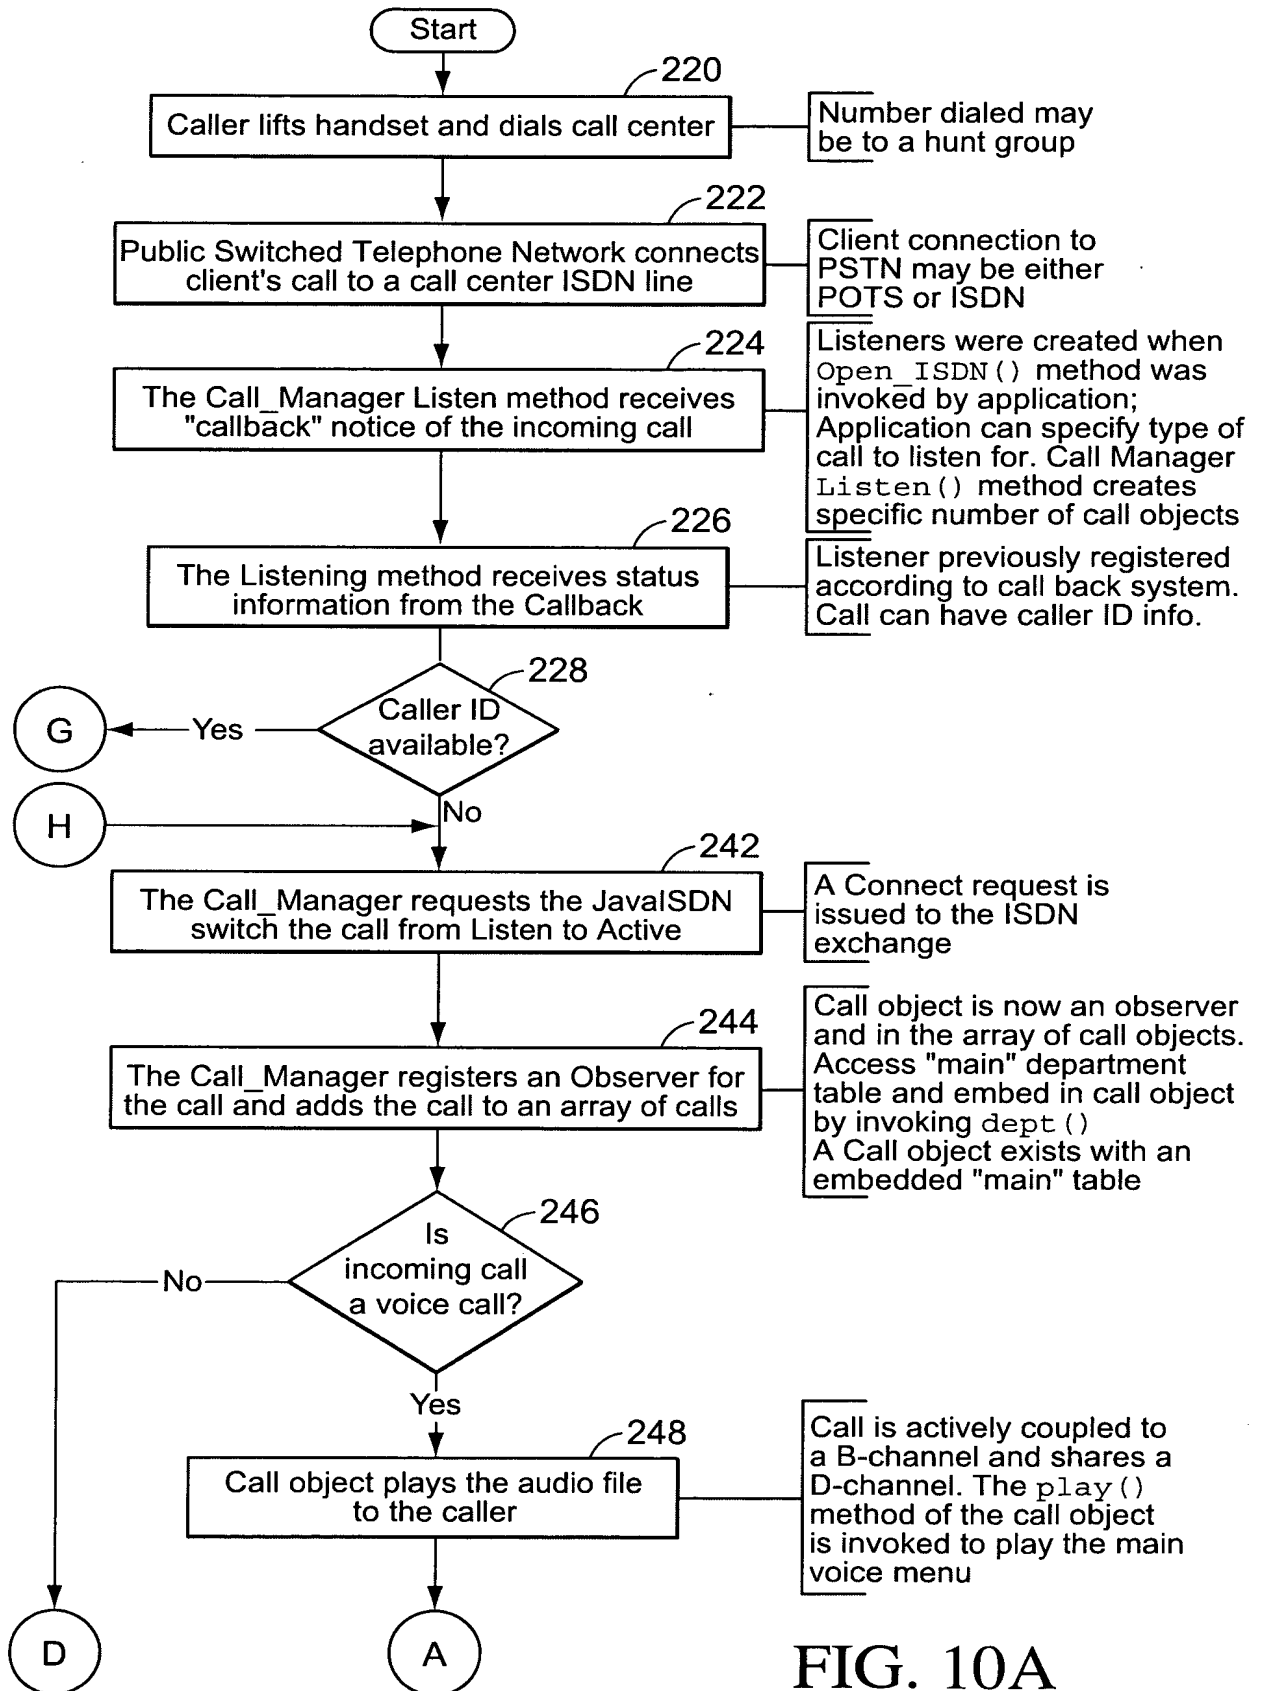 Start
220
Caller lifts handset and dials call center
Number dialed may
be to a hunt group
222
Public Switched Telephone Network connects
client's call to a call center ISDN line
Client connection to
PSTN may be either
POTS or ISDN
224
The Call_Manager Listen method receives
"callback" notice of the incoming call
Listeners were created when
Open_ISDN() method was
invoked by application;
Application can specify type of
call to listen for. Call Manager
Listen() method creates
specific number of call objects
226
The Listening method receives status
information from the Callback
Listener previously registered
according to call back system.
Call can have caller ID info.
228
Caller ID
available?
Yes
G
No
H
242
The Call_Manager requests the JavaISDN
switch the call from Listen to Active
A Connect request is
issued to the ISDN
exchange
244
The Call_Manager registers an Observer for
the call and adds the call to an array of calls
Call object is now an observer
and in the array of call objects.
Access "main" department
table and embed in call object
by invoking dept()
A Call object exists with an
embedded "main" table
246
Is
incoming call
a voice call?
No
Yes
248
Call object plays the audio file
to the caller
Call is actively coupled to
a B-channel and shares a
D-channel. The play()
method of the call object
is invoked to play the main
voice menu
D
A
FIG. 10A